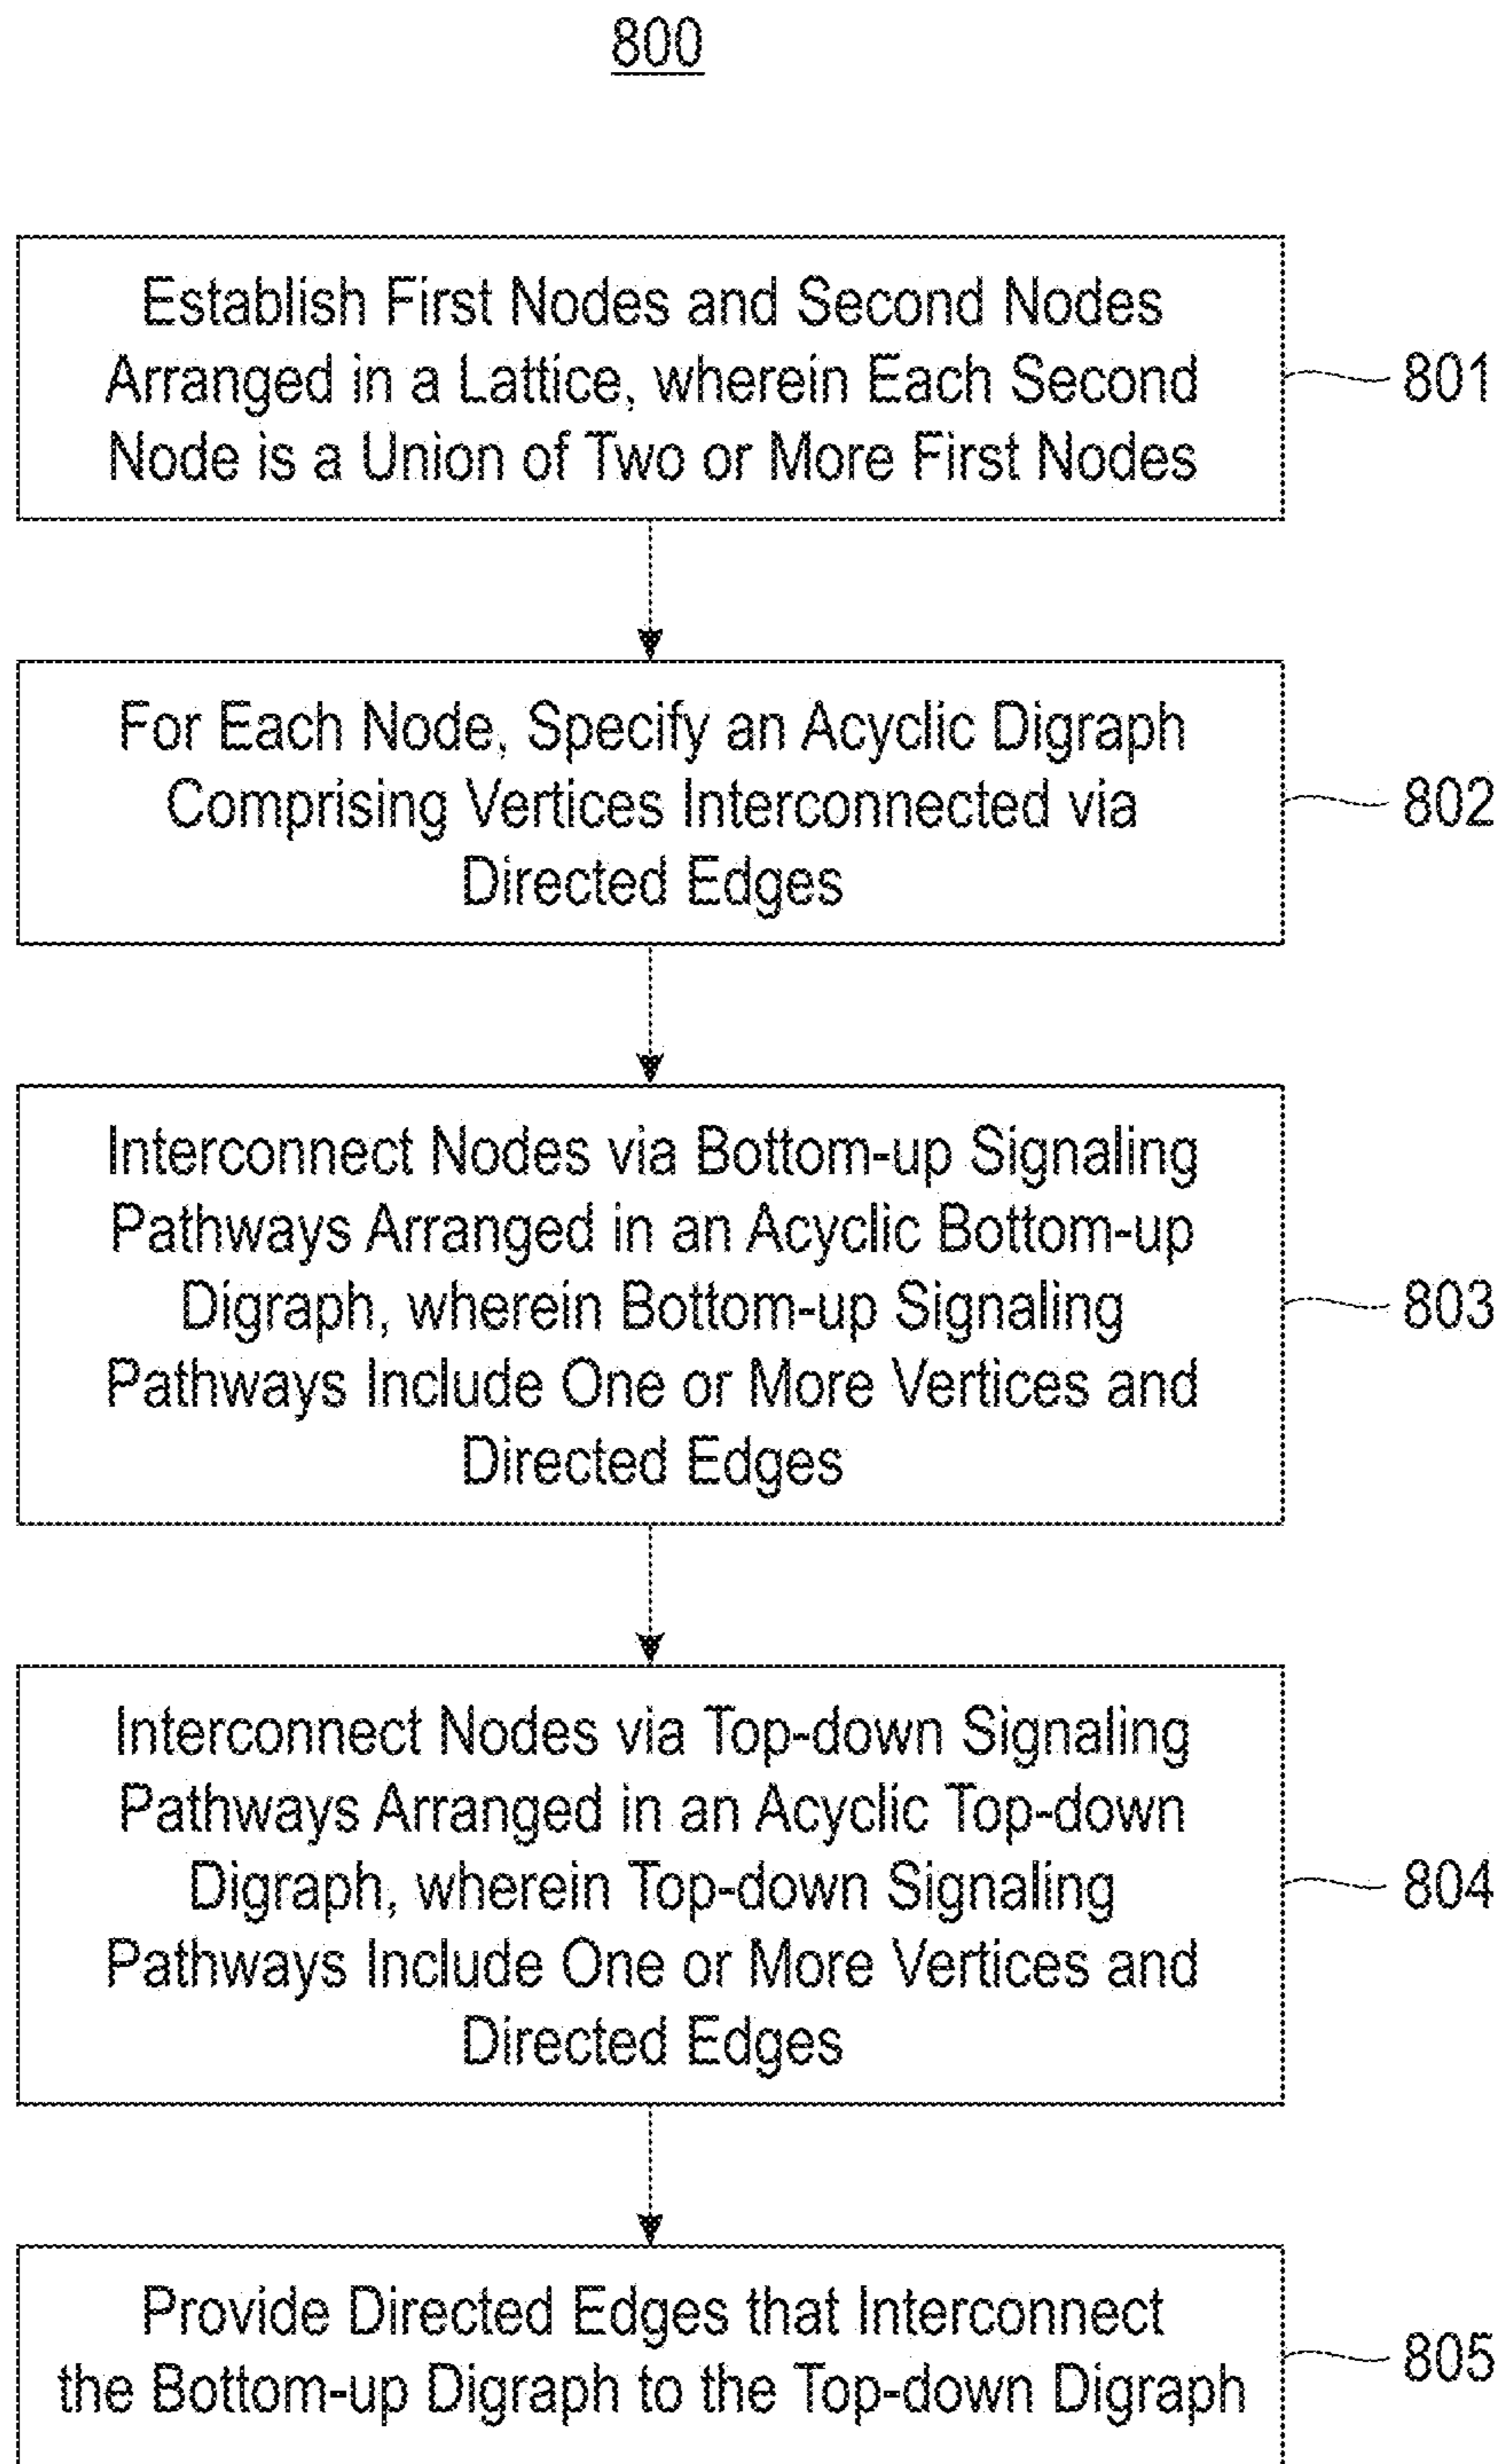 800
Establish First Nodes and Second Nodes
Arranged in a Lattice, wherein Each Second
Node is a Union of Two or More First Nodes
801
For Each Node, Specify an Acyclic Digraph
Comprising Vertices Interconnected via
Directed Edges
802
Interconnect Nodes via Bottom-up Signaling
Pathways Arranged in an Acyclic Bottom-up
Digraph, wherein Bottom-up Signaling
Pathways Include One or More Vertices and
Directed Edges
803
Interconnect Nodes via Top-down Signaling
Pathways Arranged in an Acyclic Top-down
Digraph, wherein Top-down Signaling
Pathways Include One or More Vertices and
Directed Edges
804
Provide Directed Edges that Interconnect
the Bottom-up Digraph to the Top-down Digraph
805